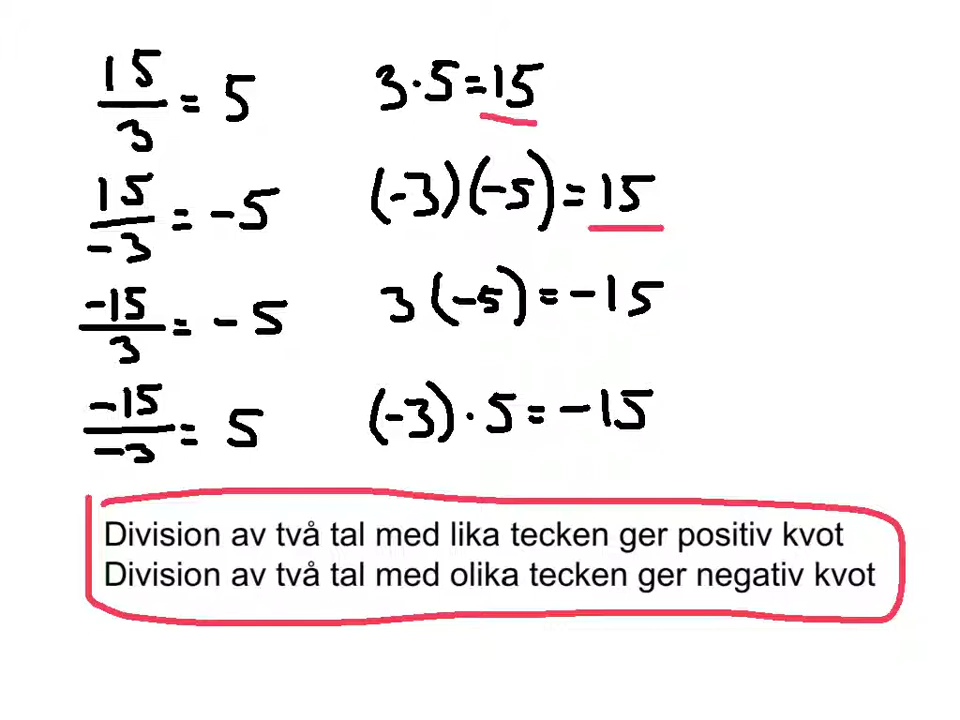 15/3 = 5    3·5=15
15/-3 = -5    (-3)(-5)=15
-15/3 = -5    3(-5)=-15
-15/-3 = 5    (-3)·5=-15
Division av två tal med lika tecken ger positiv kvot
Division av två tal med olika tecken ger negativ kvot